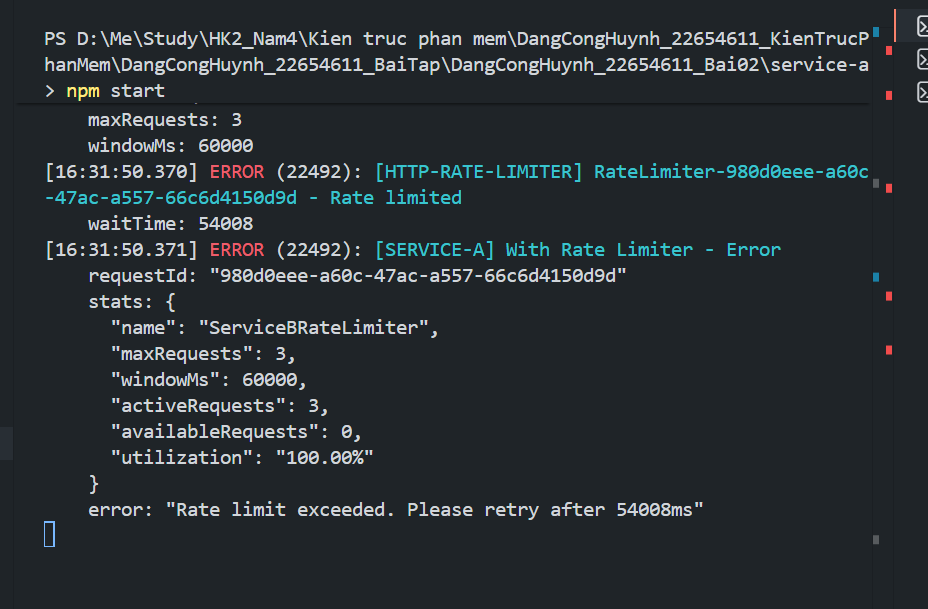 PS D:\Me\Study\HK2_Nam4\Kien truc phan mem\DangCongHuynh_22654611_KienTrucP
hanMem\DangCongHuynh_22654611_BaiTap\DangCongHuynh_22654611_Bai02\service-a
> npm start
maxRequests: 3
windowMs: 60000
[16:31:50.370] ERROR (22492): [HTTP-RATE-LIMITER] RateLimiter-980d0eee-a60c
-47ac-a557-66c6d4150d9d - Rate limited
waitTime: 54008
[16:31:50.371] ERROR (22492): [SERVICE-A] With Rate Limiter - Error
requestId: "980d0eee-a60c-47ac-a557-66c6d4150d9d"
stats: {
"name": "ServiceBRateLimiter",
"maxRequests": 3,
"windowMs": 60000,
"activeRequests": 3,
"availableRequests": 0,
"utilization": "100.00%"
}
error: "Rate limit exceeded. Please retry after 54008ms"